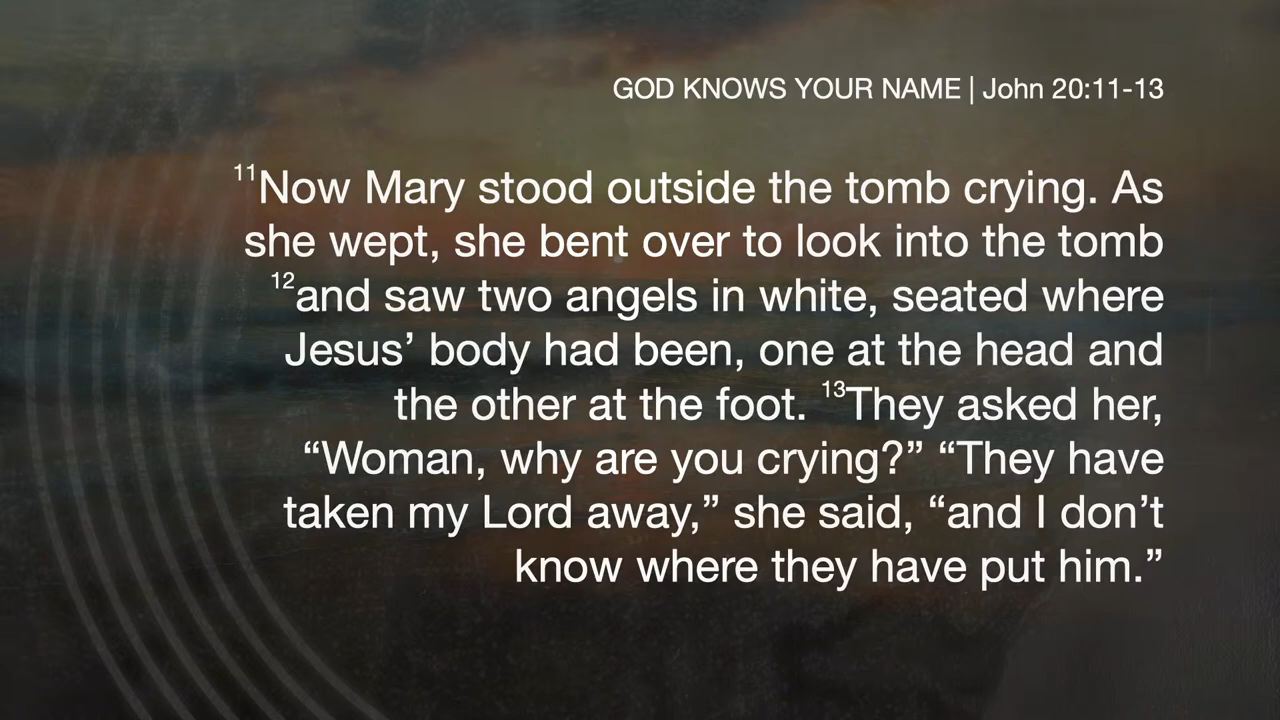 GOD KNOWS YOUR NAME | John 20:11-13
11Now Mary stood outside the tomb crying. As
she wept, she bent over to look into the tomb
12and saw two angels in white, seated where
Jesus’ body had been, one at the head and
the other at the foot. 13They asked her,
“Woman, why are you crying?” “They have
taken my Lord away,” she said, “and I don’t
know where they have put him.”